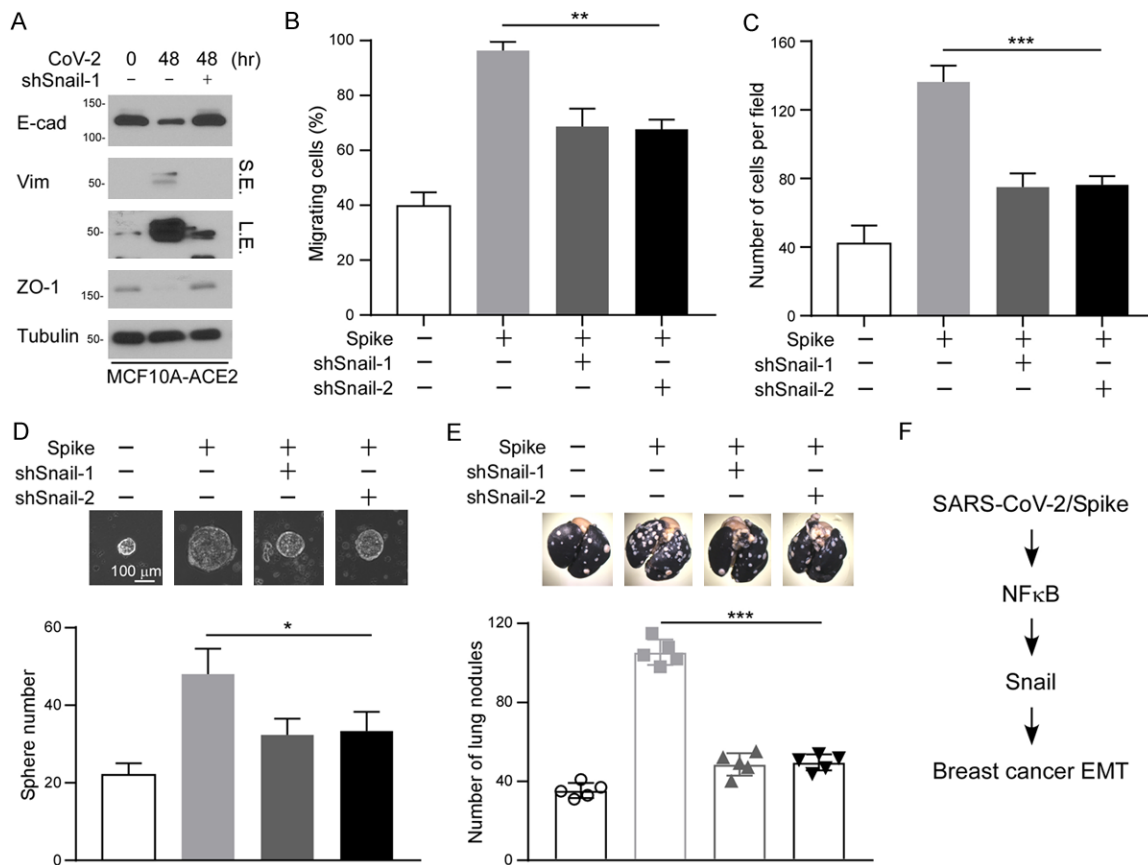 A
CoV-2 0 48 48 (hr)
shSnail-1 – – +
E-cad 150- 100-
Vim 50- S.E.
50- L.E.
ZO-1 150-
Tubulin 50-
MCF10A-ACE2
B
**
Migrating cells (%)
100
80
60
40
20
0
Spike – + + +
shSnail-1 – – + –
shSnail-2 – – – +
C
***
Number of cells per field
160
120
80
40
0
Spike – + + +
shSnail-1 – – + –
shSnail-2 – – – +
D
Spike – + + +
shSnail-1 – – + –
shSnail-2 – – – +
100 μm
*
Sphere number
60
40
20
0
E
Spike – + + +
shSnail-1 – – + –
shSnail-2 – – – +
***
Number of lung nodules
120
80
40
0
F
SARS-CoV-2/Spike
NFκB
Snail
Breast cancer EMT